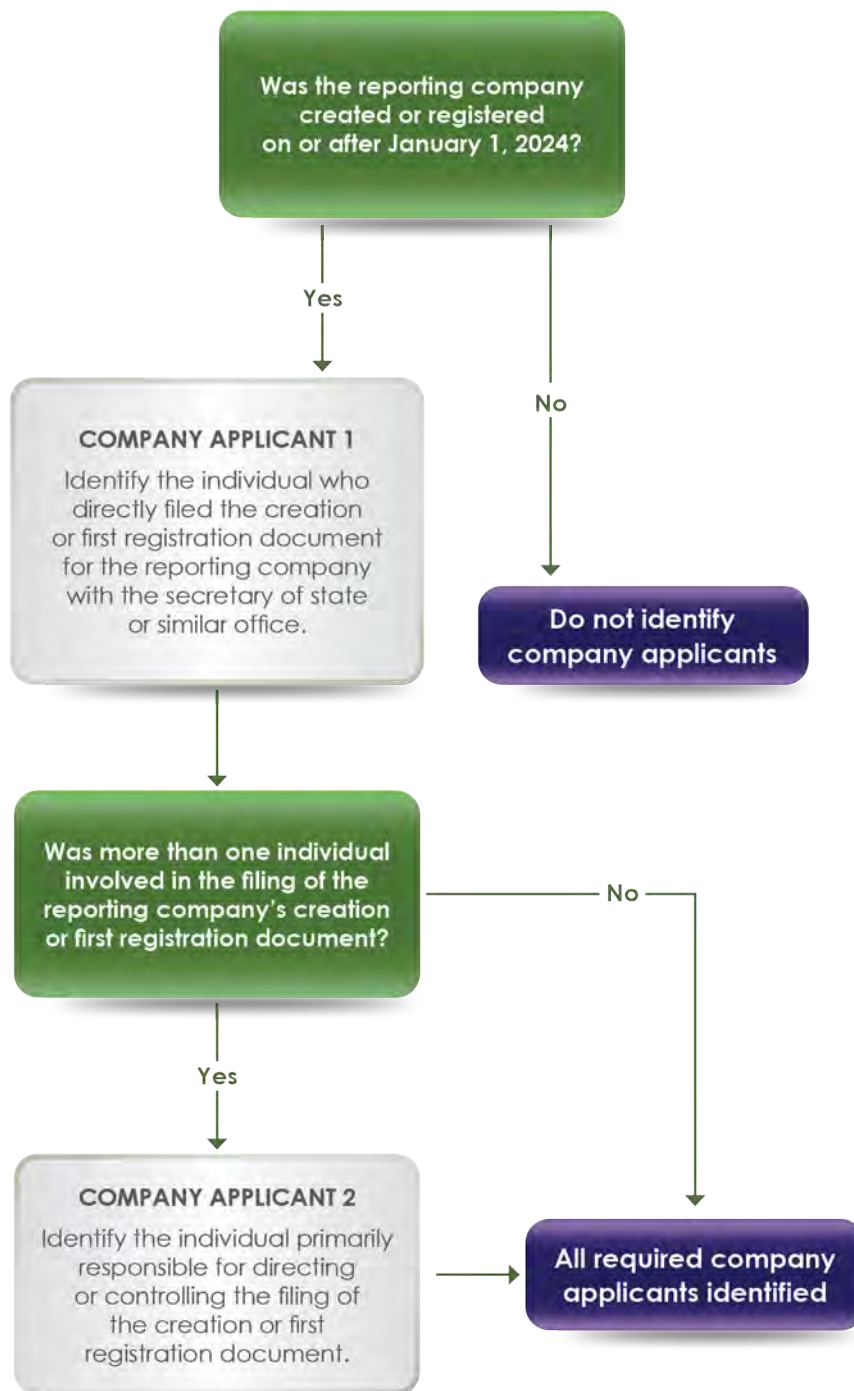 Was the reporting company
created or registered
on or after January 1, 2024?
Yes
No
COMPANY APPLICANT 1
Identify the individual who
directly filed the creation
or first registration document
for the reporting company
with the secretary of state
or similar office.
Do not identify
company applicants
Was more than one individual
involved in the filing of the
reporting company's creation
or first registration document?
No
Yes
COMPANY APPLICANT 2
Identify the individual primarily
responsible for directing
or controlling the filing of
the creation or first
registration document.
All required company
applicants identified